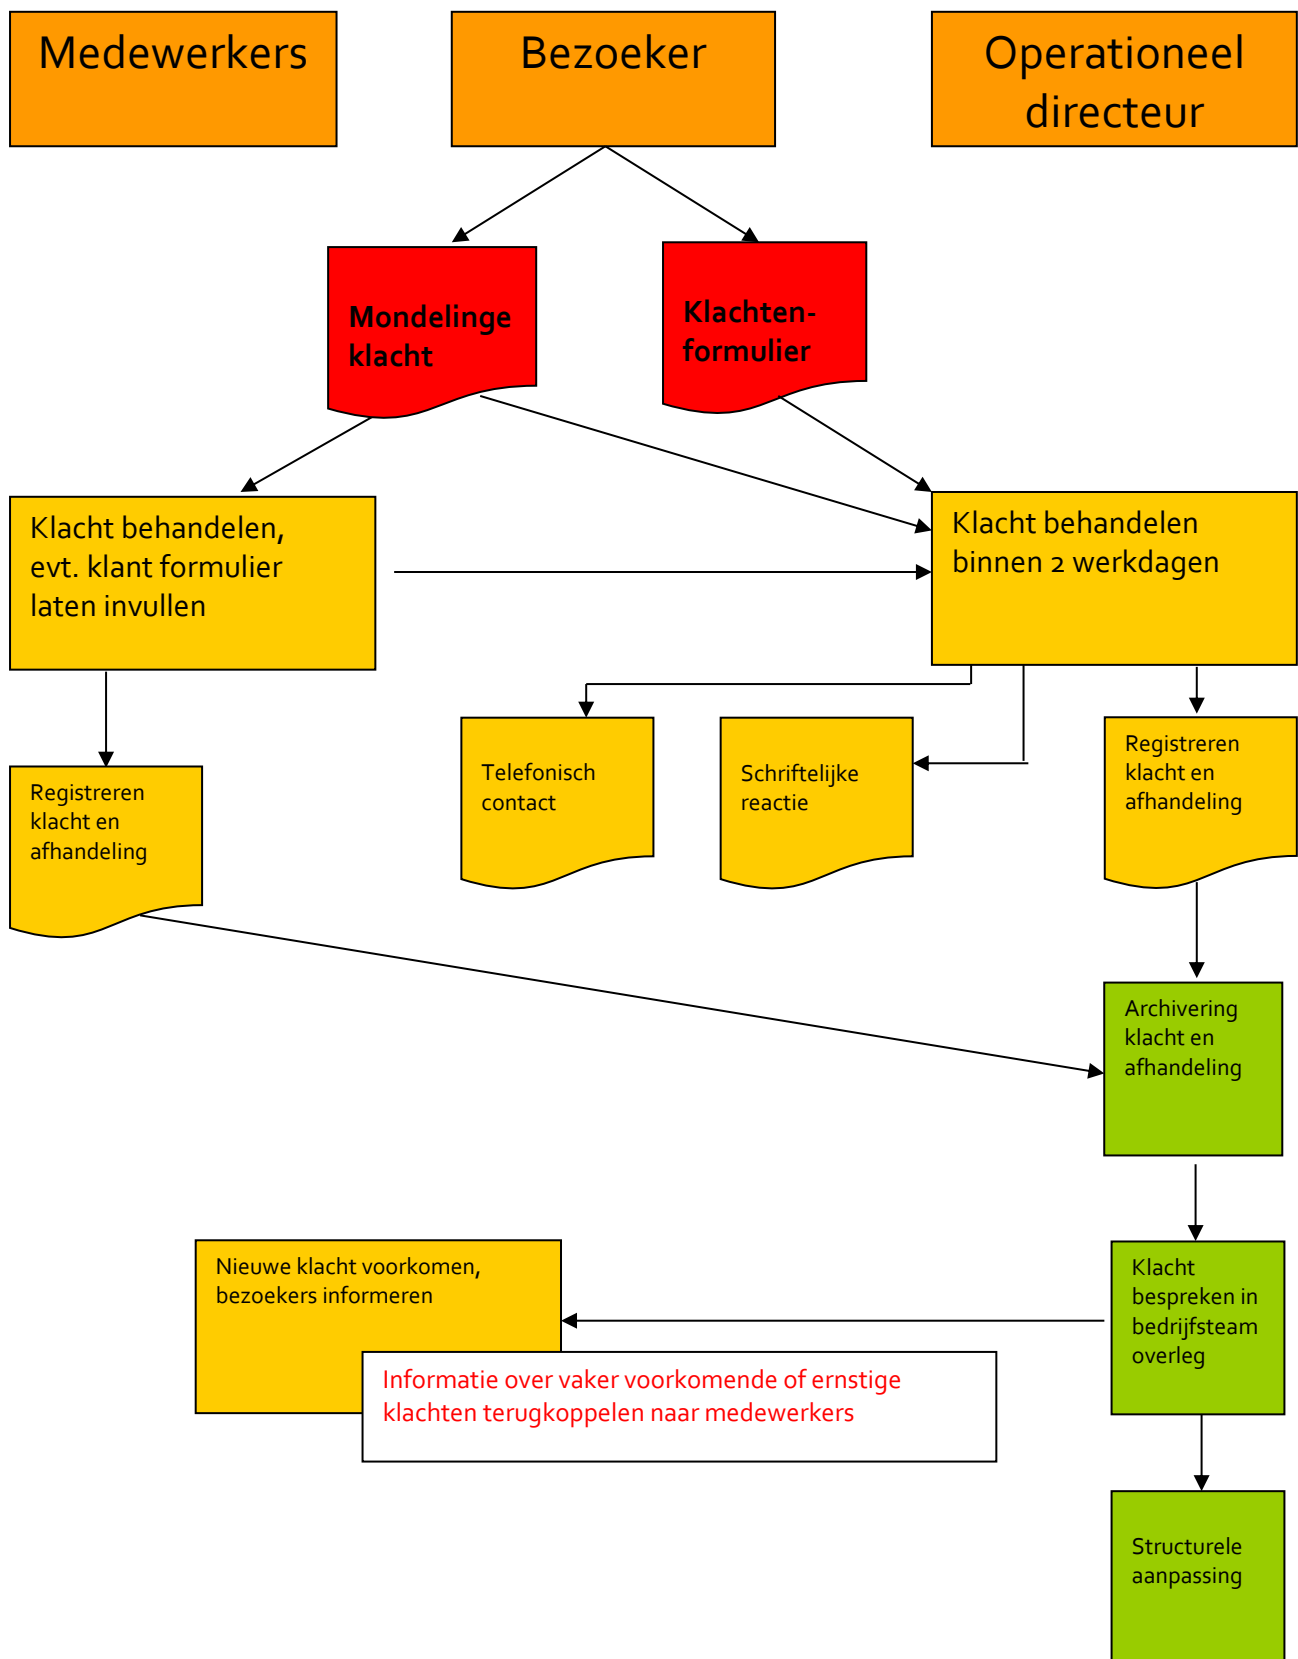 Medewerkers
Bezoeker
Operationeel
directeur
Mondelinge
klacht
Klachten-
formulier
Klacht behandelen,
evt. klant formulier
laten invullen
Klacht behandelen
binnen 2 werkdagen
Registreren
klacht en
afhandeling
Telefonisch
contact
Schriftelijke
reactie
Registreren
klacht en
afhandeling
Archivering
klacht en
afhandeling
Nieuwe klacht voorkomen,
bezoekers informeren
Klacht
bespreken in
bedrijfsteam
overleg
Informatie over vaker voorkomende of ernstige
klachten terugkoppelen naar medewerkers
Structurele
aanpassing